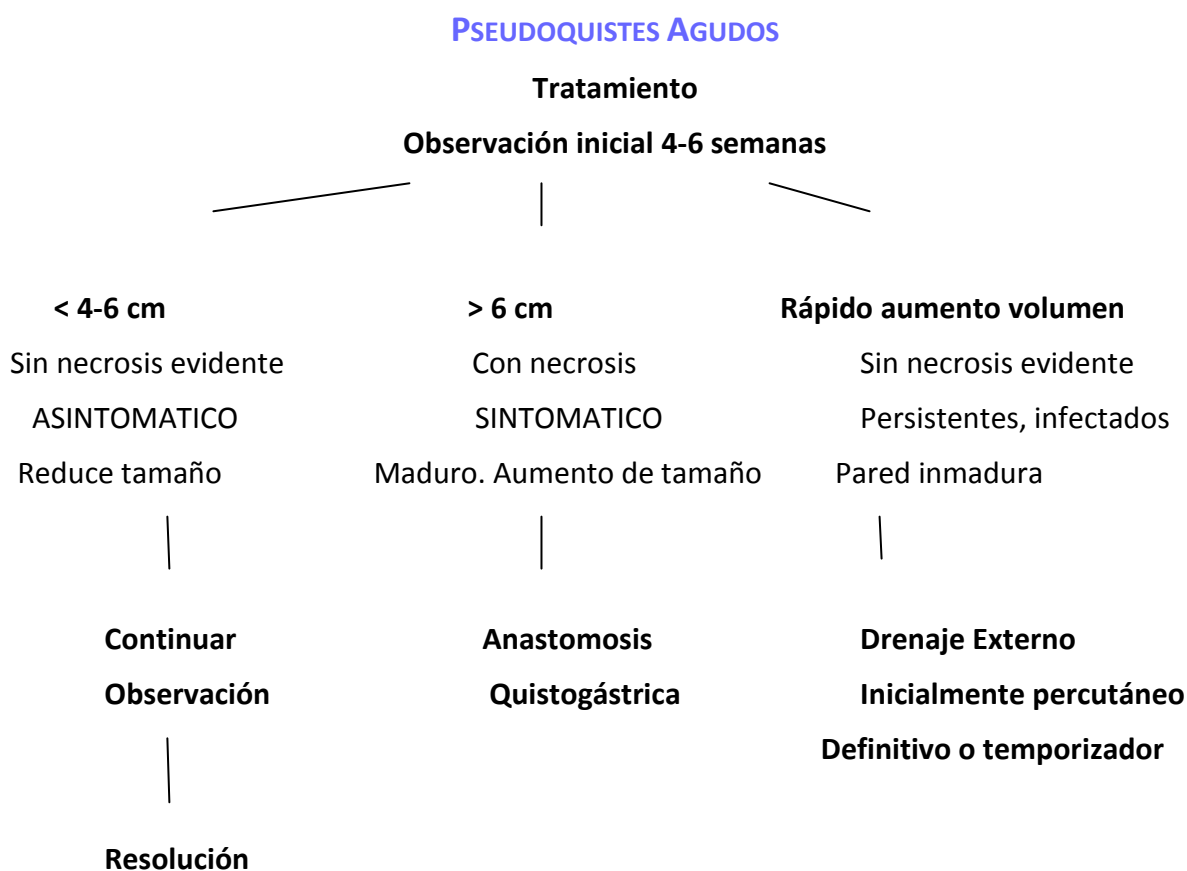 PSEUDOQUISTES AGUDOS
Tratamiento
Observación inicial 4-6 semanas
< 4-6 cm
Sin necrosis evidente
ASINTOMATICO
Reduce tamaño
Continuar
Observación
Resolución
> 6 cm
Con necrosis
SINTOMATICO
Maduro. Aumento de tamaño
Anastomosis
Quistogástrica
Rápido aumento volumen
Sin necrosis evidente
Persistentes, infectados
Pared inmadura
Drenaje Externo
Inicialmente percutáneo
Definitivo o temporizador